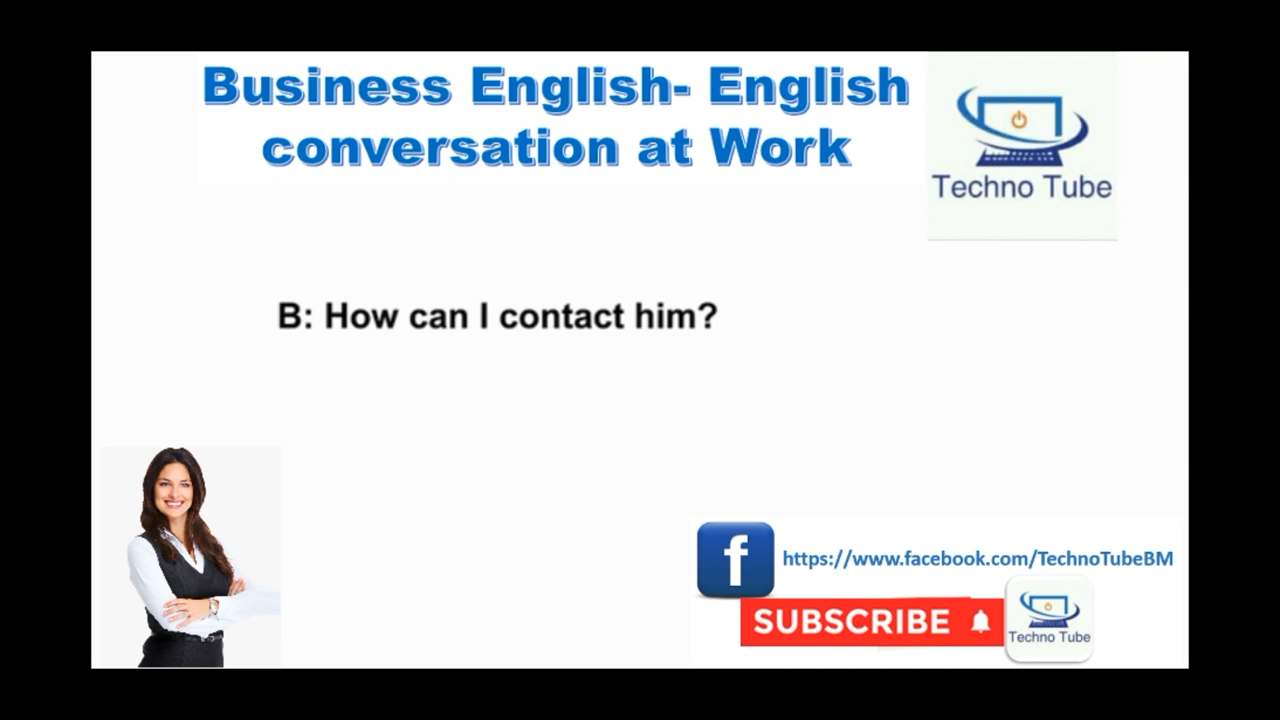 Business English- English
conversation at Work
Techno Tube
B: How can I contact him?
f
https://www.facebook.com/TechnoTubeBM
SUBSCRIBE
Techno Tube